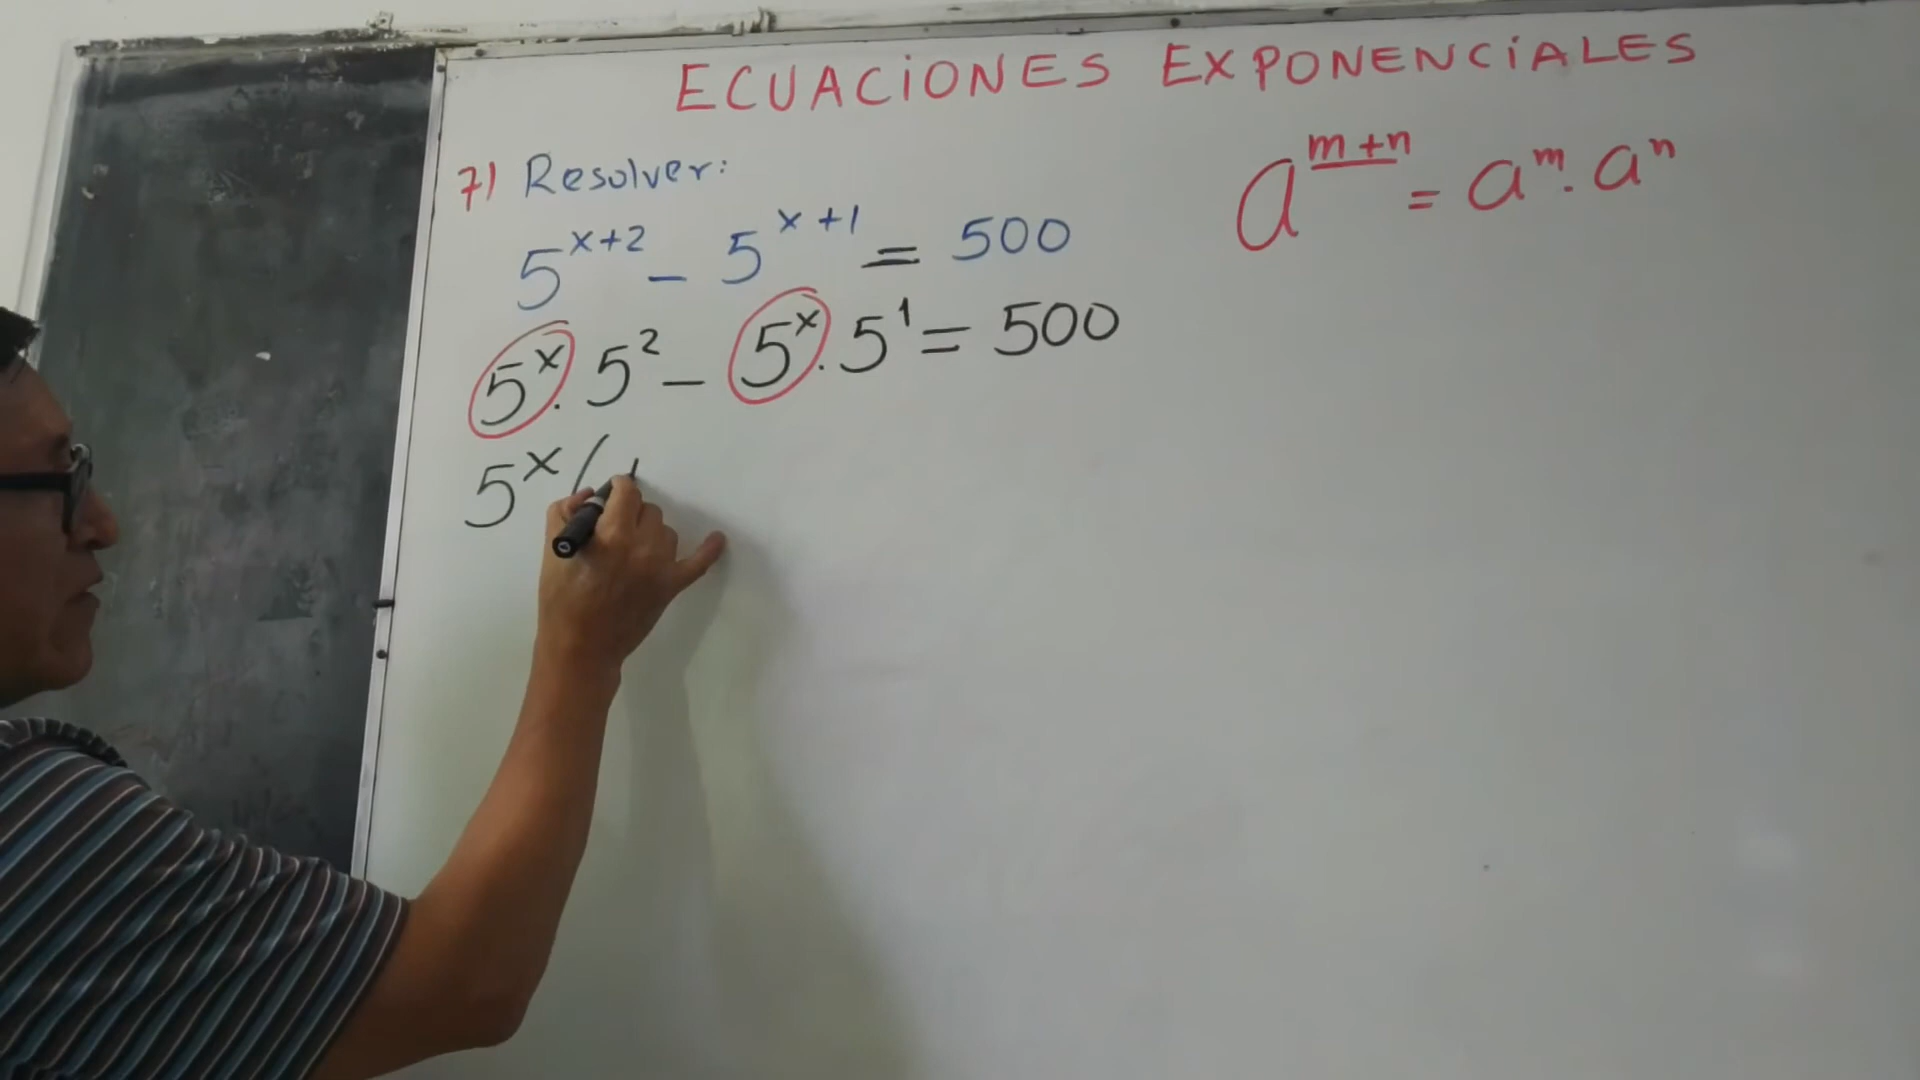 ECUACIONES EXPONENCIALES
7) Resolver:
a^{m+n} = a^m . a^n
5^{x+2} - 5^{x+1} = 500
5^x . 5^2 - 5^x . 5^1 = 500
5^x (